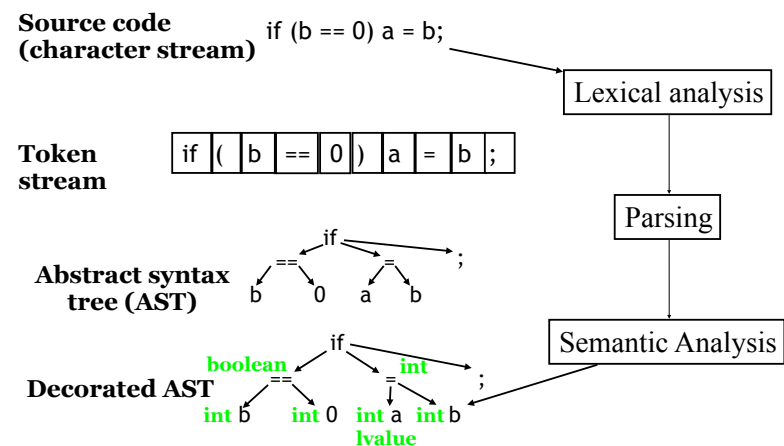 Source code
(character stream)
if (b == 0) a = b;
Lexical analysis
Token
stream
if ( b == 0 ) a = b ;
Parsing
Abstract syntax
tree (AST)
if
== = ;
b 0 a b
Semantic Analysis
Decorated AST
if
boolean int
== = ;
int b int 0 int a int b
lvalue